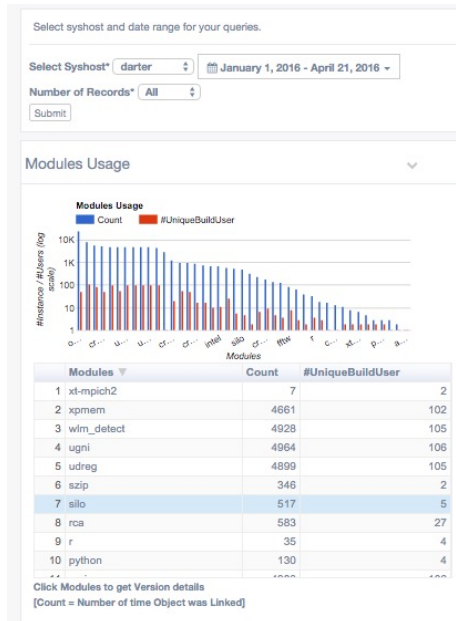 Select syshost and date range for your queries.
Select Syshost* darter January 1, 2016 - April 21, 2016
Number of Records* All
Submit
Modules Usage
Modules Usage
Count #UniqueBuildUser
#Instance / #Users (log scale)
10K
1K
100
10
1
o... cr... u... u... cr... cr... intel silo cr... fftw r c... xt... p... a...
Modules
Modules Count #UniqueBuildUser
1 xt-mpich2 7 2
2 xpmem 4661 102
3 wlm_detect 4928 105
4 ugni 4964 106
5 udreg 4899 105
6 szip 346 2
7 silo 517 5
8 rca 583 27
9 r 35 4
10 python 130 4
Click Modules to get Version details
[Count = Number of time Object was Linked]